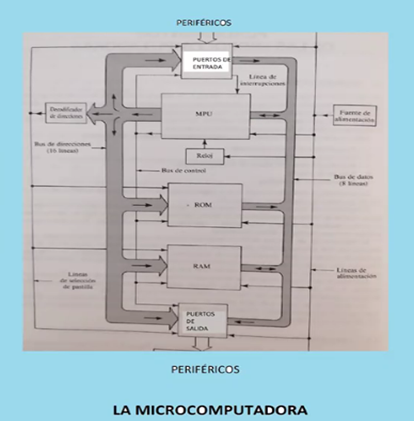 PERIFÉRICOS
PUERTOS DE
ENTRADA
Línea de
interrupciones
Decodificador
de direcciones
MPU
Fuente de
alimentación
Bus de direcciones
(16 líneas)
Reloj
Bus de control
Bus de datos
(8 líneas)
ROM
RAM
Líneas
de selección
de pastilla
Líneas de
alimentación
PUERTOS
DE
SALIDA
PERIFÉRICOS
LA MICROCOMPUTADORA